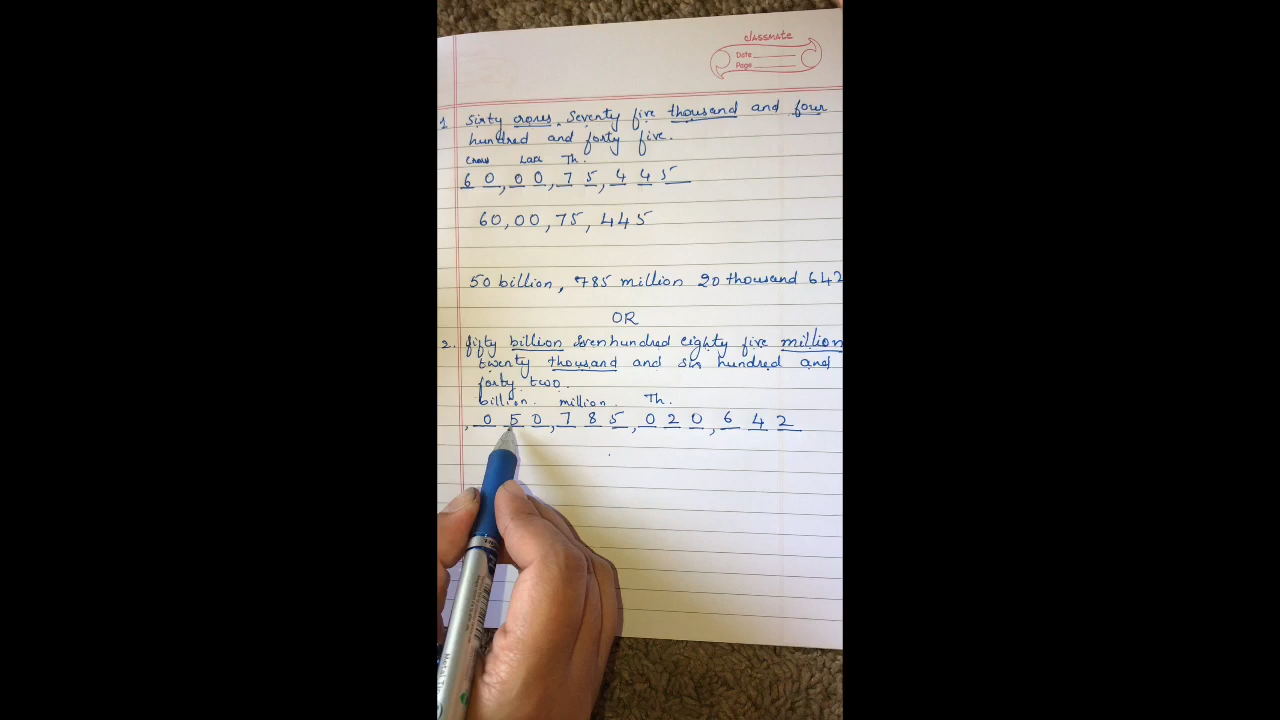 classmate
Date
Page
1 Sixty crores, Seventy five thousand and four
hundred and forty five.
Crores Lakh Th.
6 0, 0 0, 7 5, 4 4 5
60,00,75,445
50 billion, 785 million 20 thousand 642
OR
2. fifty billion seven hundred eighty five million
twenty thousand and six hundred and
forty two.
billion. million. Th.
, 0 5 0, 7 8 5, 0 2 0, 6 4 2